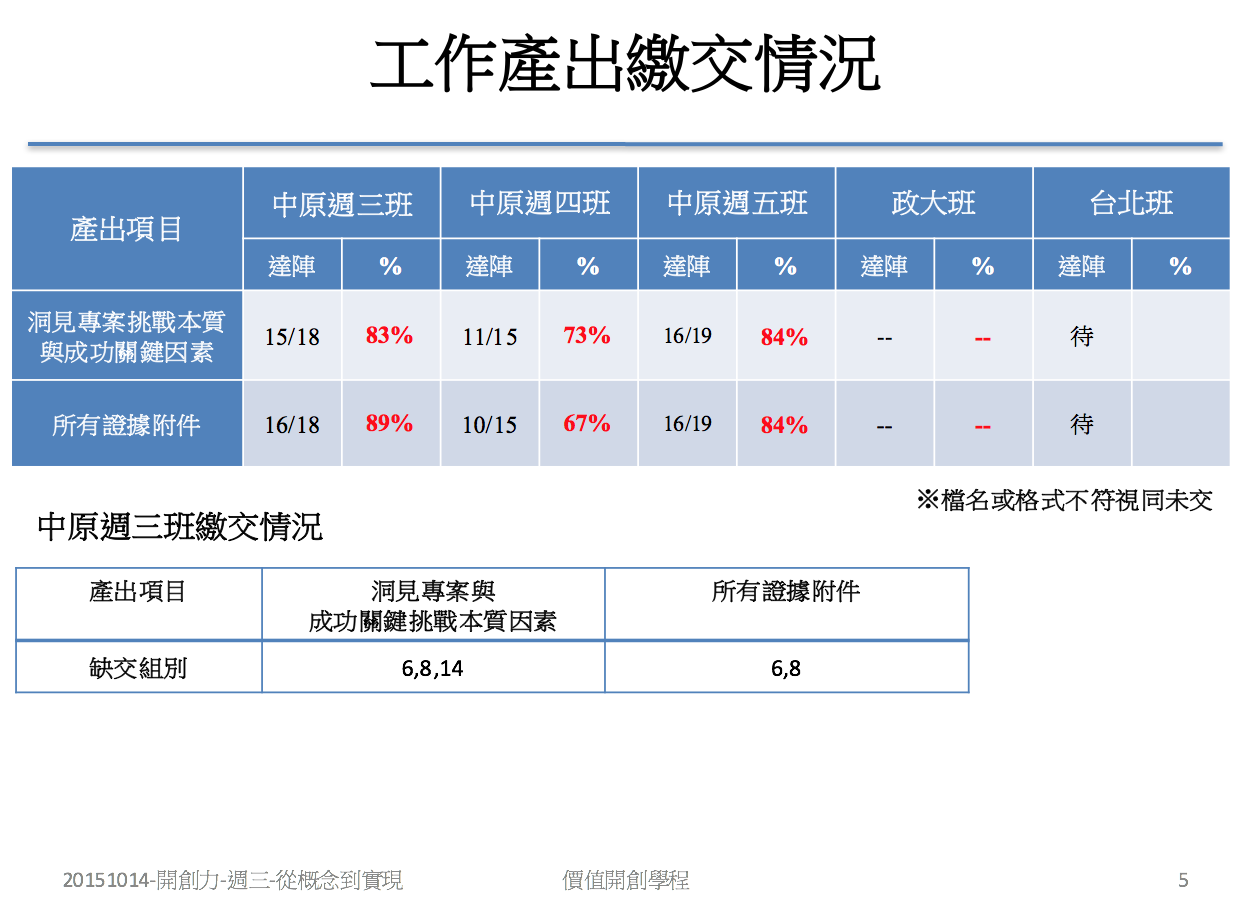 工作產出繳交情況
產出項目 中原週三班 中原週四班 中原週五班 政大班 台北班
達陣 % 達陣 % 達陣 % 達陣 % 達陣 %
洞見專案挑戰本質
與成功關鍵因素
15/18 83% 11/15 73% 16/19 84% -- -- 待
所有證據附件 16/18 89% 10/15 67% 16/19 84% -- -- 待
※檔名或格式不符視同未交
中原週三班繳交情況
產出項目 洞見專案與 所有證據附件
成功關鍵挑戰本質因素
缺交組別 6,8,14 6,8
20151014-開創力-週三-從概念到實現 價值開創學程 5